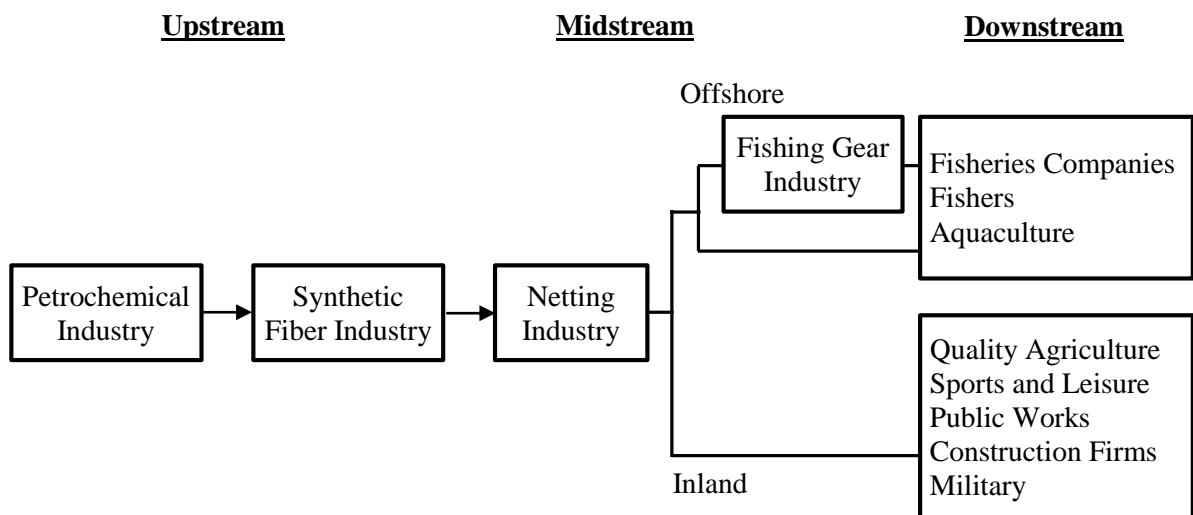 Upstream
Midstream
Downstream
Offshore
Fishing Gear
Industry
Fisheries Companies
Fishers
Aquaculture
Petrochemical
Industry
Synthetic
Fiber Industry
Netting
Industry
Quality Agriculture
Sports and Leisure
Public Works
Construction Firms
Military
Inland